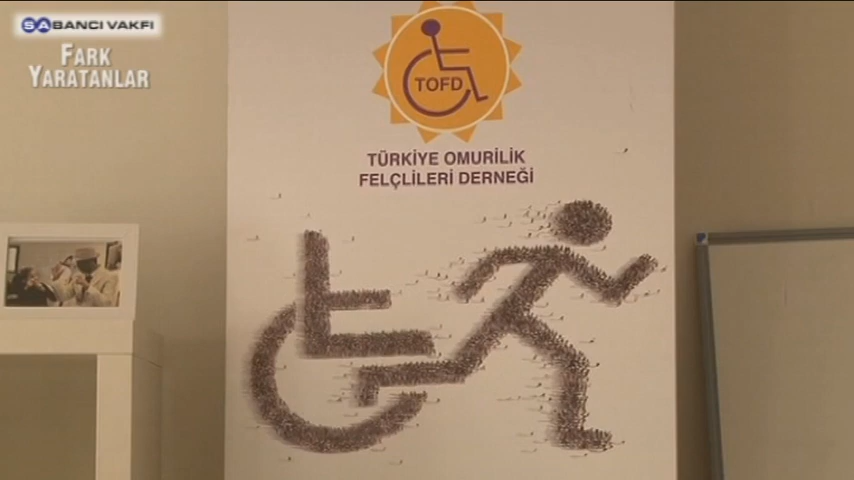 SABANCI VAKFI
FARK
YARATANLAR
TOFD
TÜRKİYE OMURİLİK
FELÇLİLERİ DERNEĞİ